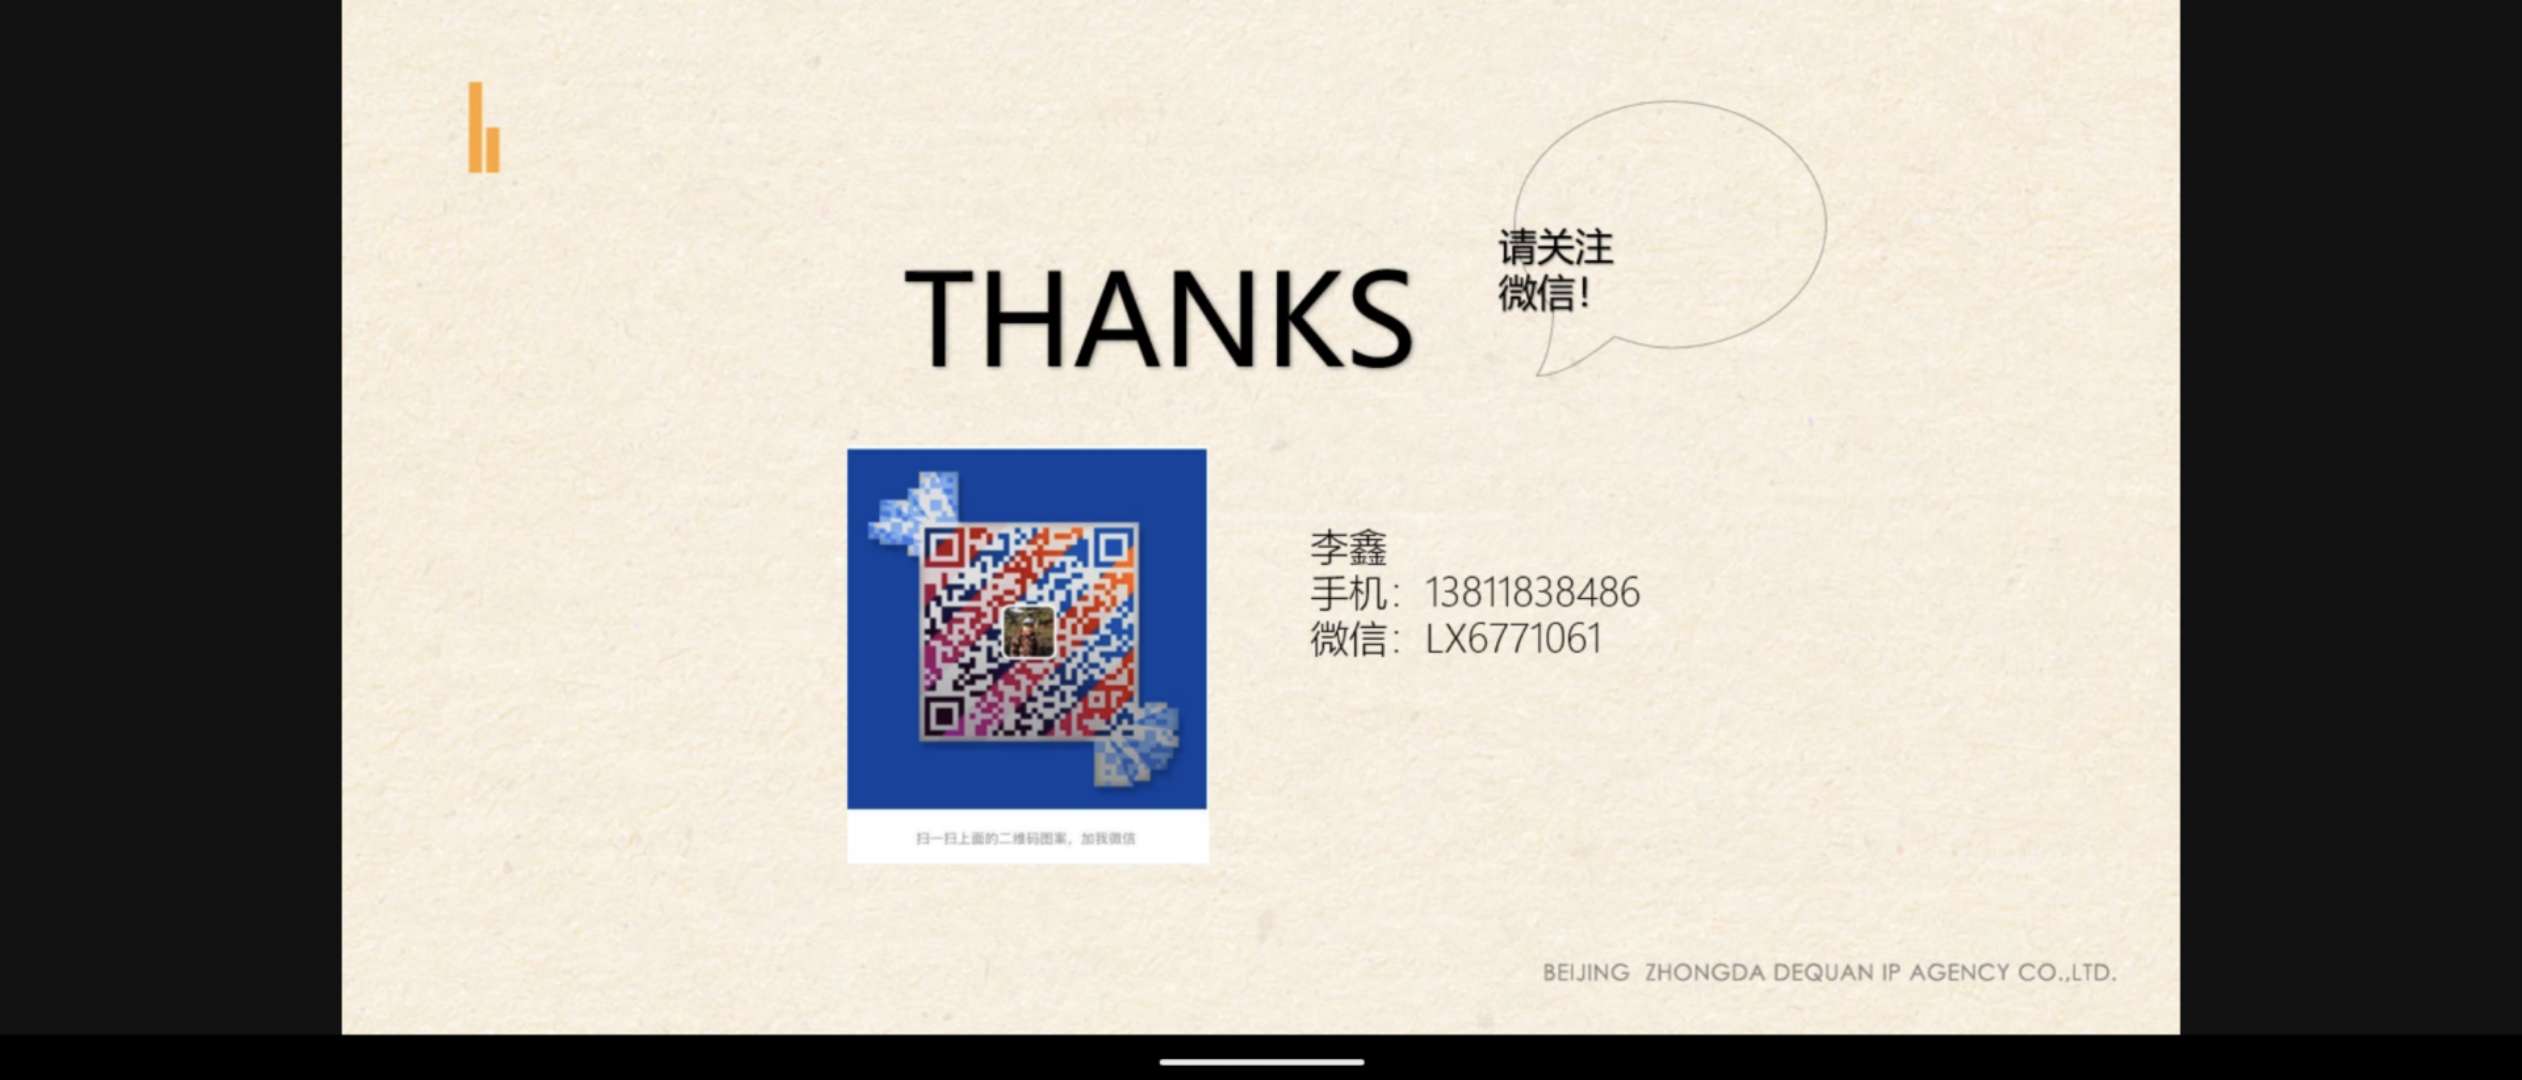 THANKS
请关注
微信！
李鑫
手机：13811838486
微信：LX6771061
扫一扫上面的二维码图案，加我微信
BEIJING ZHONGDA DEQUAN IP AGENCY CO.,LTD.